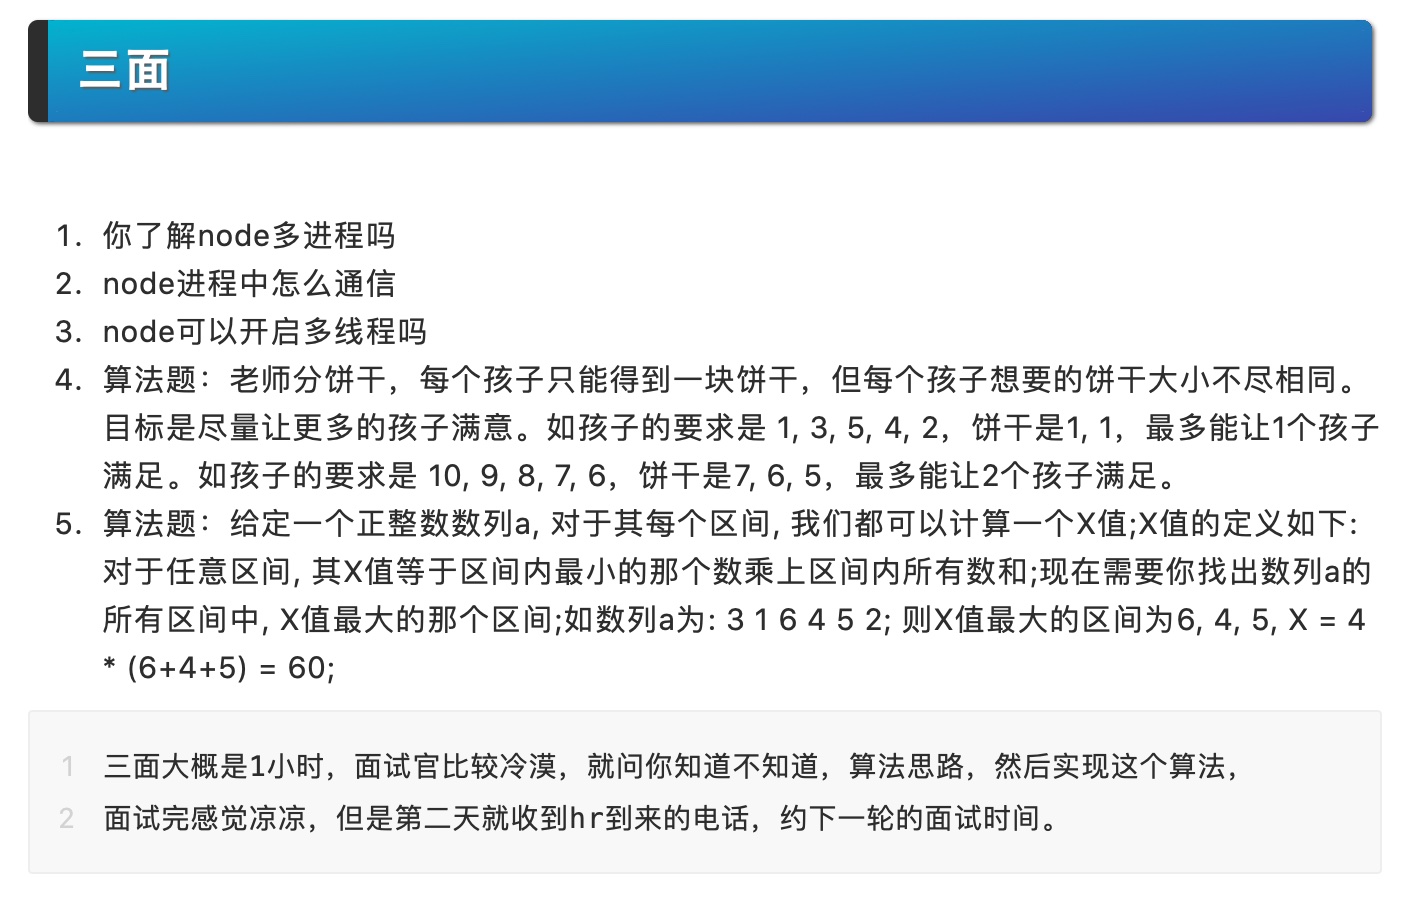 三面
1. 你了解node多进程吗
2. node进程中怎么通信
3. node可以开启多线程吗
4. 算法题：老师分饼干，每个孩子只能得到一块饼干，但每个孩子想要的饼干大小不尽相同。
目标是尽量让更多的孩子满意。如孩子的要求是 1, 3, 5, 4, 2，饼干是1, 1，最多能让1个孩子
满足。如孩子的要求是 10, 9, 8, 7, 6，饼干是7, 6, 5，最多能让2个孩子满足。
5. 算法题：给定一个正整数数列a, 对于其每个区间, 我们都可以计算一个X值;X值的定义如下:
对于任意区间, 其X值等于区间内最小的那个数乘上区间内所有数和;现在需要你找出数列a的
所有区间中, X值最大的那个区间;如数列a为: 3 1 6 4 5 2; 则X值最大的区间为6, 4, 5, X = 4
* (6+4+5) = 60;
1 三面大概是1小时，面试官比较冷漠，就问你知道不知道，算法思路，然后实现这个算法，
2 面试完感觉凉凉，但是第二天就收到hr到来的电话，约下一轮的面试时间。